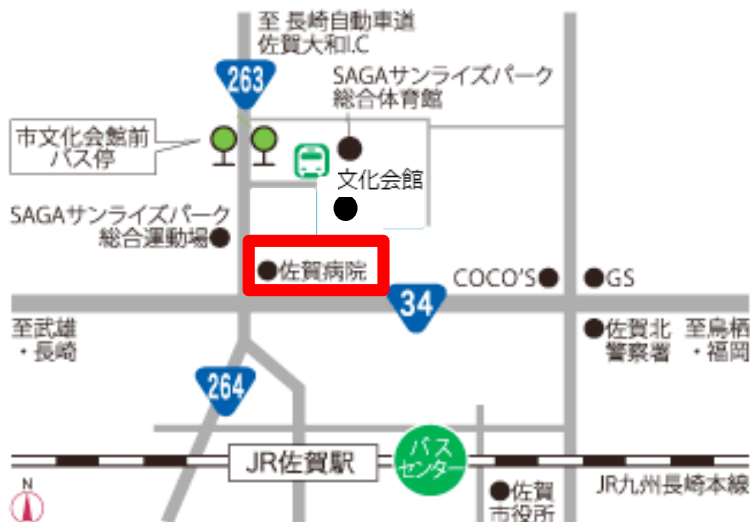 至 長崎自動車道
佐賀大和I.C
263
SAGAサンライズパーク
総合体育館
市文化会館前
バス停
文化会館
SAGAサンライズパーク
総合運動場
佐賀病院
COCO'S
GS
34
至武雄
・長崎
佐賀北
警察署
至鳥栖
・福岡
264
JR佐賀駅
バス
センター
JR九州長崎本線
N
佐賀
市役所